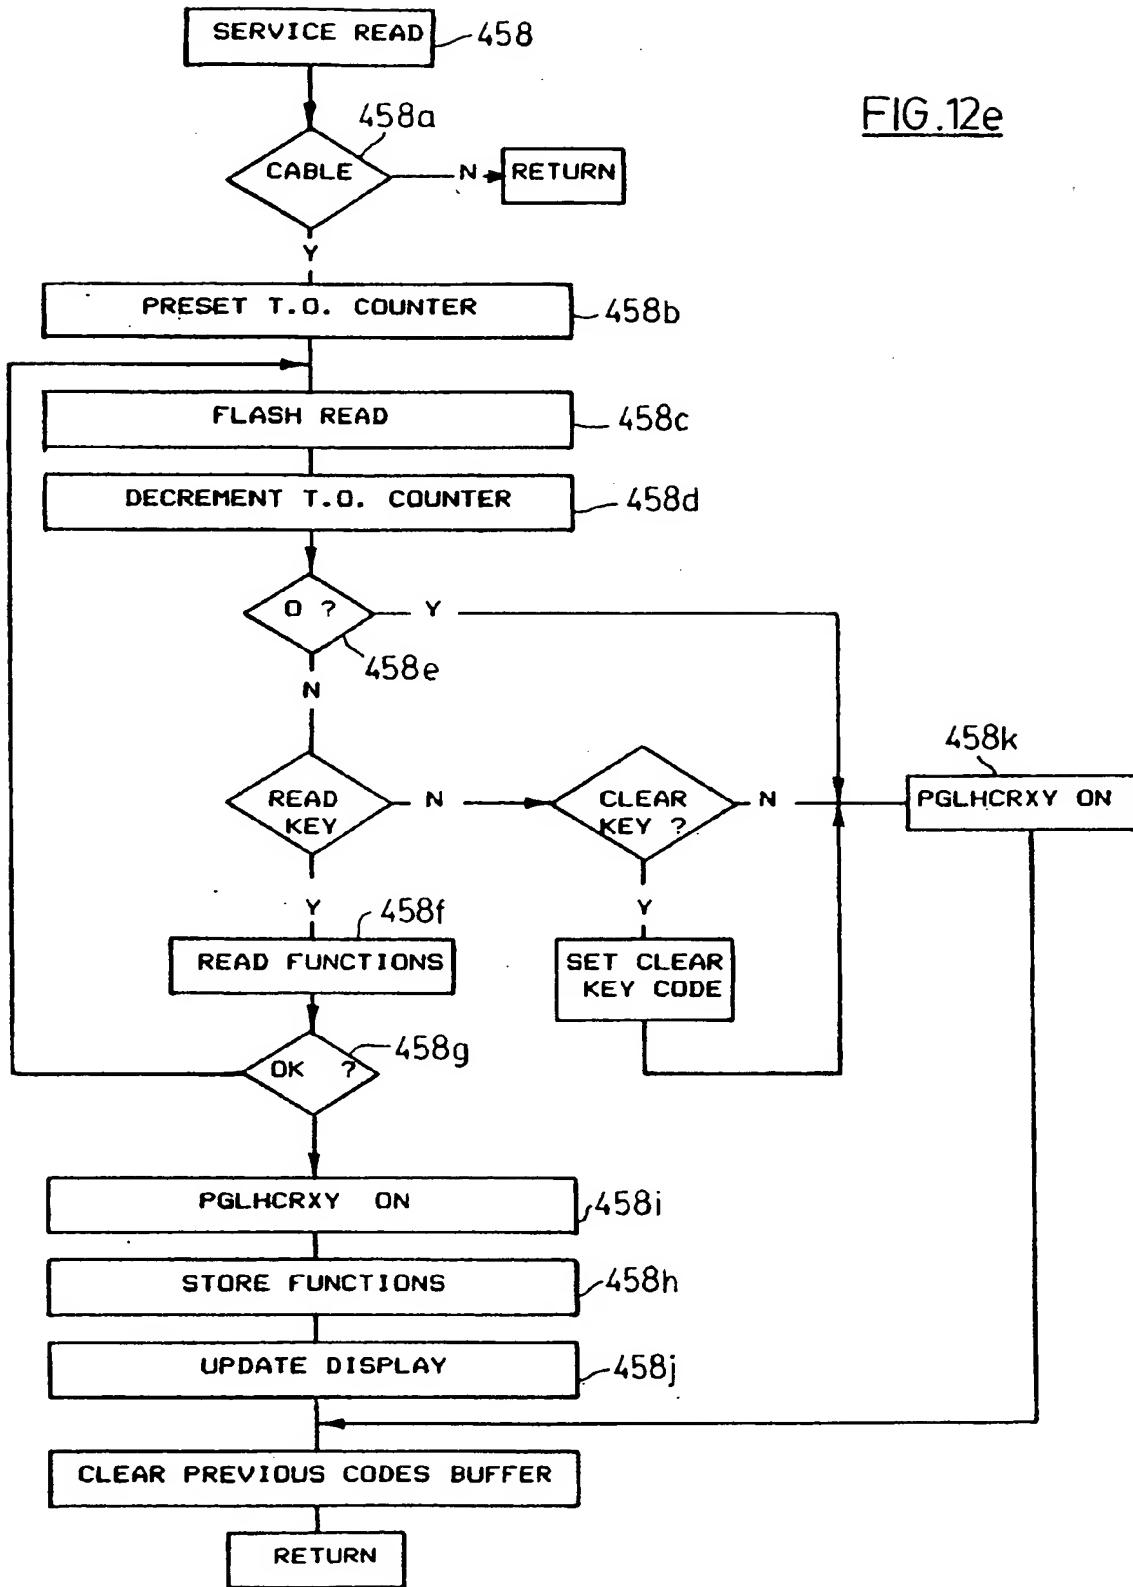 SERVICE READ
458
FIG.12e
458a
CABLE
N
RETURN
Y
PRESET T.O. COUNTER
458b
FLASH READ
458c
DECREMENT T.O. COUNTER
458d
0 ?
Y
458e
N
458k
READ
KEY
N
CLEAR
KEY ?
N
PGLHCRXY ON
Y
458f
Y
READ FUNCTIONS
SET CLEAR
KEY CODE
OK ?
458g
PGLHCRXY ON
458i
STORE FUNCTIONS
458h
UPDATE DISPLAY
458j
CLEAR PREVIOUS CODES BUFFER
RETURN